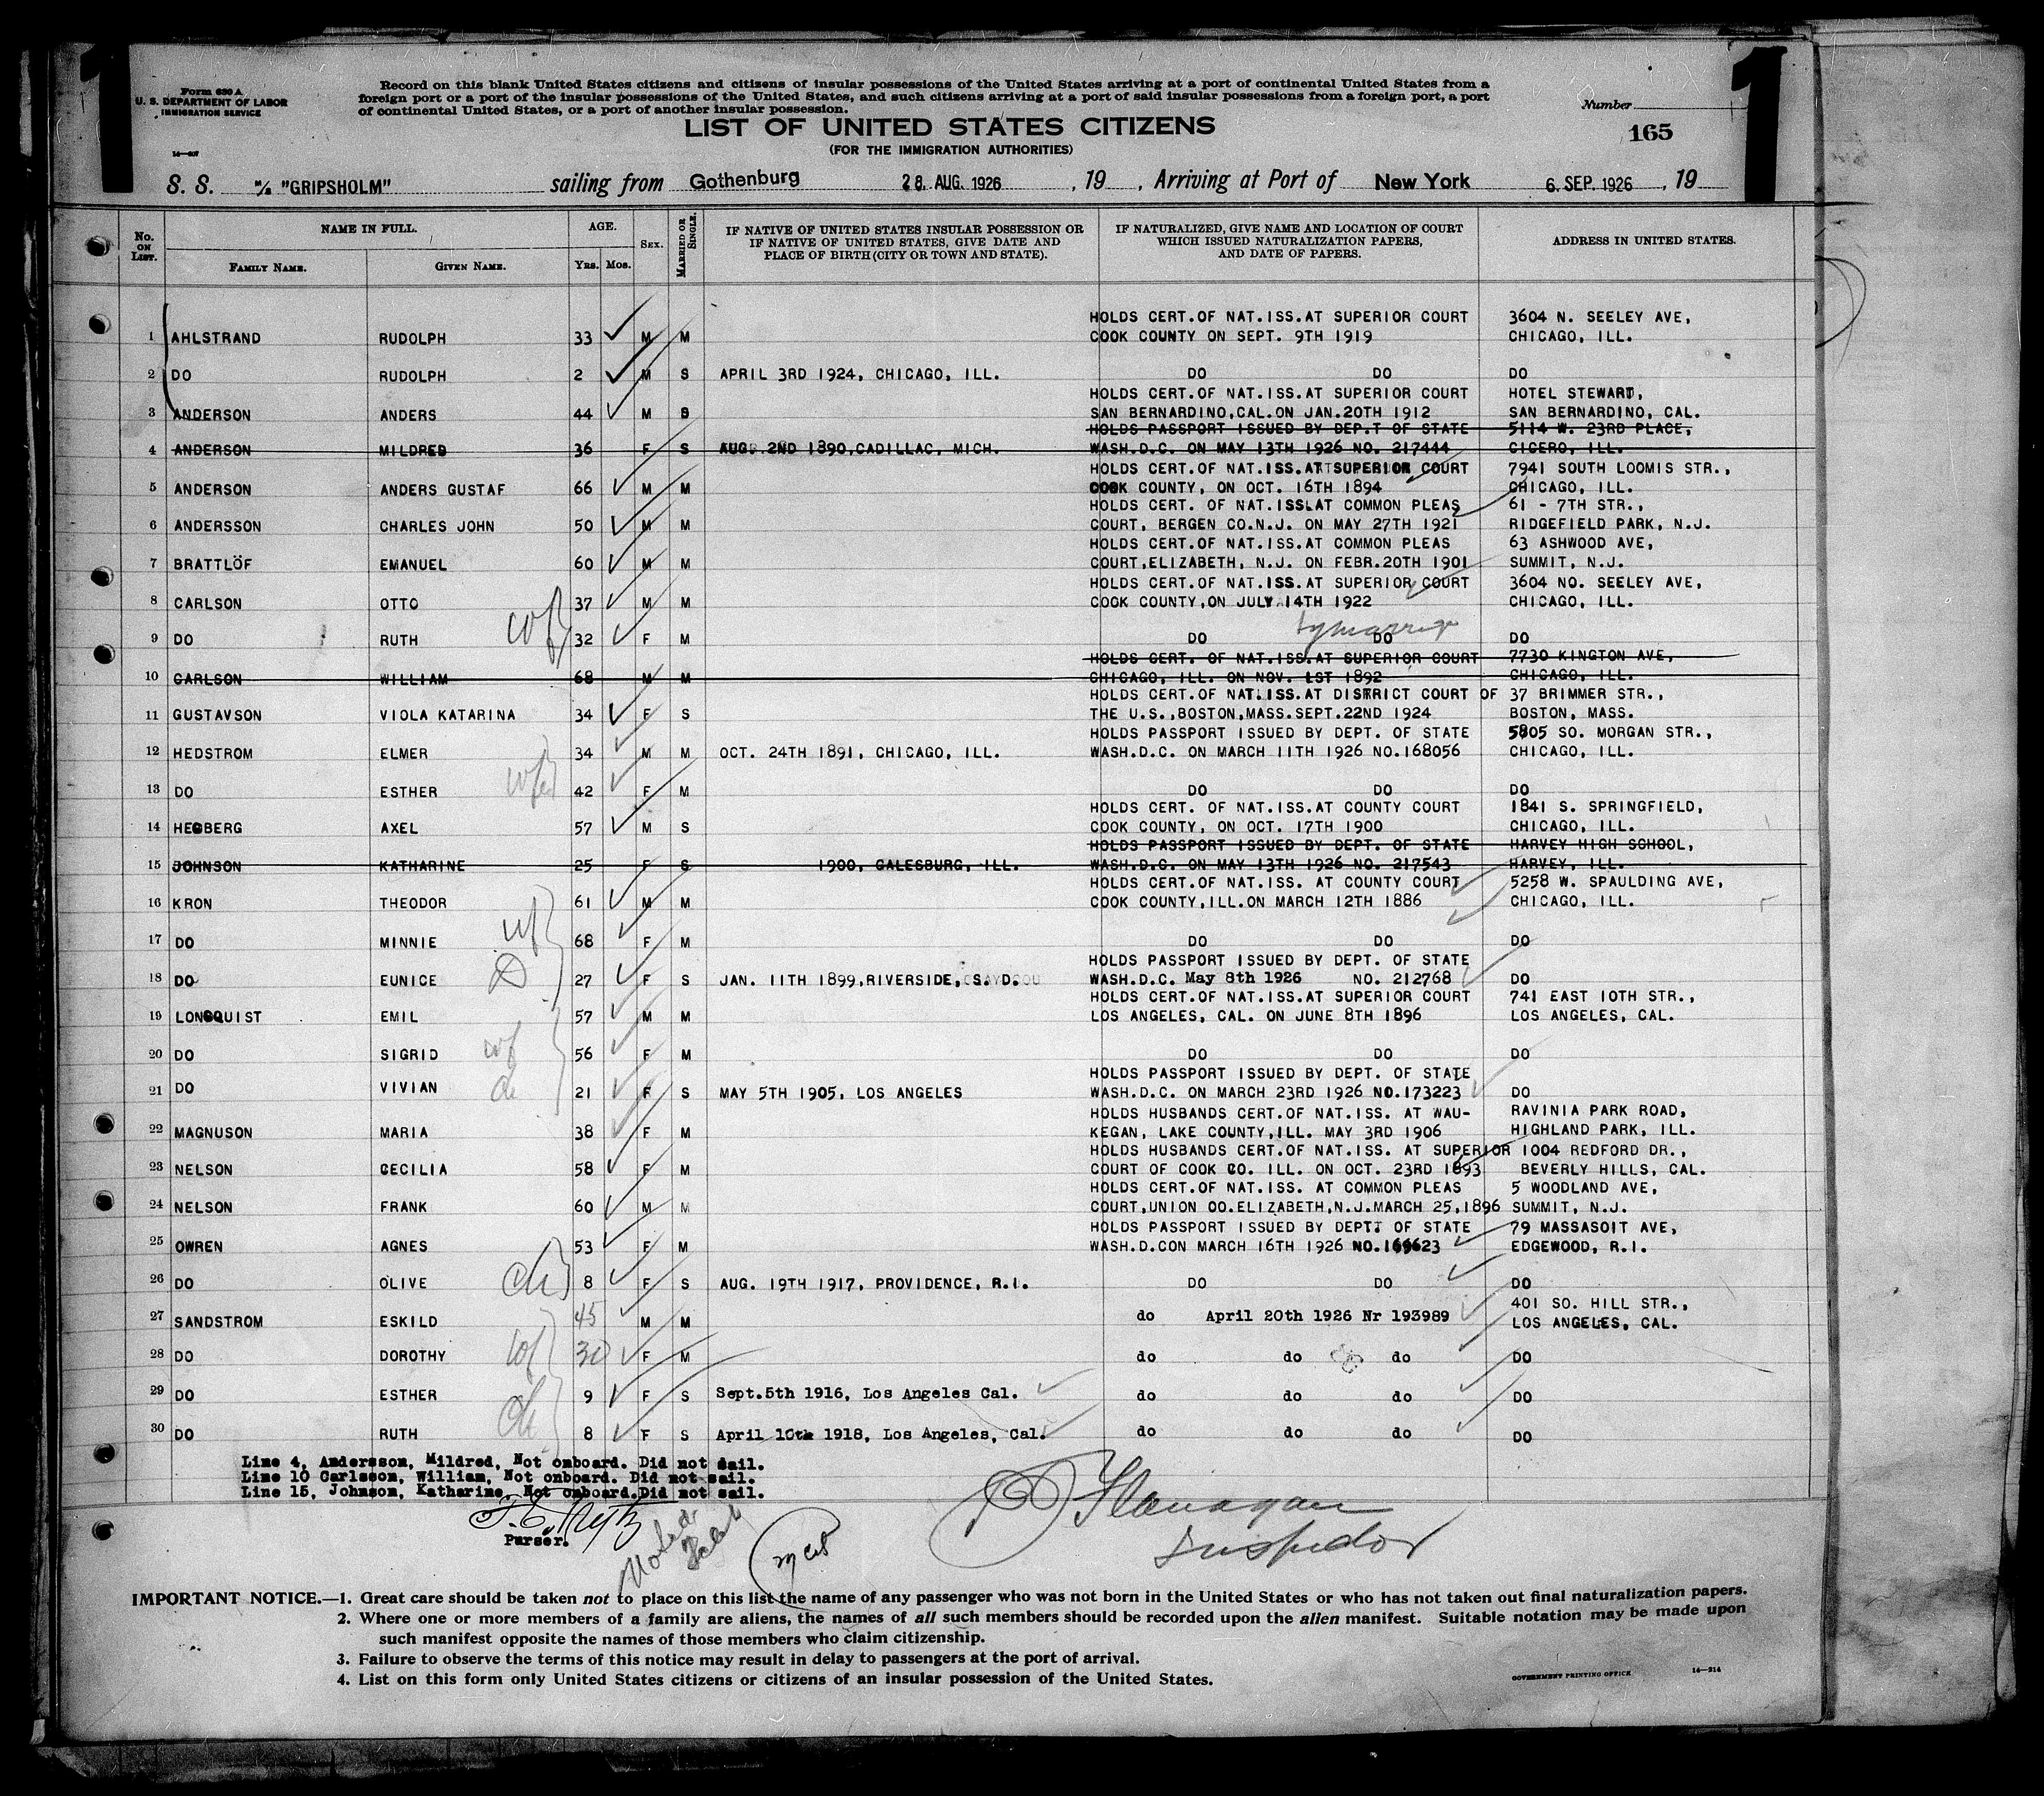 1 1
Form 630 A
U. S. DEPARTMENT OF LABOR
IMMIGRATION SERVICE
Record on this blank United States citizens and citizens of insular possessions of the United States arriving at a port of continental United States from a
foreign port or a port of the insular possessions of the United States, and such citizens arriving at a port of said insular possessions from a foreign port, a port
of continental United States, or a port of another insular possession.
Number
165
LIST OF UNITED STATES CITIZENS
(FOR THE IMMIGRATION AUTHORITIES)
S. S. M/S "GRIPSHOLM" sailing from Gothenburg 28. AUG. 1926 , 19 , Arriving at Port of New York 6. SEP. 1926 , 19
No. ON LIST. NAME IN FULL. AGE. SEX. MARRIED OR SINGLE. IF NATIVE OF UNITED STATES INSULAR POSSESSION OR IF NATIVE OF UNITED STATES, GIVE DATE AND PLACE OF BIRTH (CITY OR TOWN AND STATE). IF NATURALIZED, GIVE NAME AND LOCATION OF COURT WHICH ISSUED NATURALIZATION PAPERS, AND DATE OF PAPERS. ADDRESS IN UNITED STATES.
FAMILY NAME. GIVEN NAME. YRS. MOS.
HOLDS CERT.OF NAT.ISS.AT SUPERIOR COURT 3604 N. SEELEY AVE,
1 AHLSTRAND RUDOLPH 33 M M COOK COUNTY ON SEPT. 9TH 1919 CHICAGO, ILL.
2 DO RUDOLPH 2 M S APRIL 3RD 1924, CHICAGO, ILL. DO DO DO
HOLDS CERT.OF NAT.ISS.AT SUPERIOR COURT HOTEL STEWART,
3 ANDERSON ANDERS 44 M S SAN BERNARDINO,CAL.ON JAN.20TH 1912 SAN BERNARDINO, CAL.
HOLDS PASSPORT ISSUED BY DEP.T OF STATE 5114 W. 23RD PLACE,
4 ANDERSON MILDRED 36 F S AUG. 2ND 1890,CADILLAC, MICH. WASH.D.C. ON MAY 13TH 1926 NO. 217444 CICERO, ILL.
HOLDS CERT.OF NAT.ISS.AT SUPERIOR COURT 7941 SOUTH LOOMIS STR.,
5 ANDERSON ANDERS GUSTAF 66 M M COOK COUNTY, ON OCT. 16TH 1894 CHICAGO, ILL.
HOLDS CERT. OF NAT.ISS.AT COMMON PLEAS 61 - 7TH STR.,
6 ANDERSSON CHARLES JOHN 50 M M COURT, BERGEN CO.N.J. ON MAY 27TH 1921 RIDGEFIELD PARK, N.J.
HOLDS CERT.OF NAT.ISS.AT COMMON PLEAS 63 ASHWOOD AVE,
7 BRATTLÖF EMANUEL 60 M M COURT,ELIZABETH, N.J. ON FEBR.20TH 1901 SUMMIT, N.J.
HOLDS CERT.OF NAT.ISS.AT SUPERIOR COURT 3604 NO. SEELEY AVE,
8 CARLSON OTTO 37 M M COOK COUNTY,ON JULY 14TH 1922 CHICAGO, ILL.
9 DO RUTH wf 32 F M DO by marriage DO DO
HOLDS CERT. OF NAT.ISS.AT SUPERIOR COURT 7730 KINGTON AVE,
10 CARLSON WILLIAM 68 M M CHICAGO, ILL. ON NOV. 1ST 1892 CHICAGO, ILL.
HOLDS CERT.OF NAT.ISS.AT DISTRICT COURT OF 37 BRIMMER STR.,
11 GUSTAVSON VIOLA KATARINA 34 F S THE U.S.,BOSTON,MASS.SEPT.22ND 1924 BOSTON, MASS.
HOLDS PASSPORT ISSUED BY DEPT. OF STATE 5805 SO. MORGAN STR.,
12 HEDSTROM ELMER 34 M M OCT. 24TH 1891, CHICAGO, ILL. WASH.D.C. ON MARCH 11TH 1926 NO.168056 CHICAGO, ILL.
13 DO ESTHER wf 42 F M DO DO DO
HOLDS CERT. OF NAT.ISS.AT COUNTY COURT 1841 S. SPRINGFIELD,
14 HEGBERG AXEL 57 M S COOK COUNTY, ON OCT. 17TH 1900 CHICAGO, ILL.
HOLDS PASSPORT ISSUED BY DEPT. OF STATE HARVEY HIGH SCHOOL,
15 JOHNSON KATHARINE 25 F S 1900, GALESBURG, ILL. WASH.D.C. ON MAY 13TH 1926 NO. 217543 HARVEY, ILL.
HOLDS CERT.OF NAT.ISS. AT COUNTY COURT 5258 W. SPAULDING AVE,
16 KRON THEODOR 61 M M COOK COUNTY,ILL.ON MARCH 12TH 1886 CHICAGO, ILL.
17 DO MINNIE wf 68 F M DO DO DO
HOLDS PASSPORT ISSUED BY DEPT. OF STATE
18 DO EUNICE D 27 F S JAN. 11TH 1899,RIVERSIDE, S. D. WASH.D.C. May 8th 1926 NO. 212768 DO
HOLDS CERT.OF NAT.ISS.AT SUPERIOR COURT 741 EAST 10TH STR.,
19 LONGQUIST EMIL 57 M M LOS ANGELES, CAL. ON JUNE 8TH 1896 LOS ANGELES, CAL.
20 DO SIGRID wf 56 F M DO DO DO
HOLDS PASSPORT ISSUED BY DEPT. OF STATE
21 DO VIVIAN ch 21 F S MAY 5TH 1905, LOS ANGELES WASH.D.C. ON MARCH 23RD 1926 NO.173223 DO
HOLDS HUSBANDS CERT.OF NAT.ISS. AT WAU- RAVINIA PARK ROAD,
22 MAGNUSON MARIA 38 F M KEGAN, LAKE COUNTY,ILL. MAY 3RD 1906 HIGHLAND PARK, ILL.
HOLDS HUSBANDS CERT.OF NAT.ISS. AT SUPERIOR 1004 REDFORD DR.,
23 NELSON CECILIA 58 F M COURT OF COOK CO. ILL. ON OCT. 23RD 1893 BEVERLY HILLS, CAL.
HOLDS CERT.OF NAT.ISS. AT COMMON PLEAS 5 WOODLAND AVE,
24 NELSON FRANK 60 M M COURT,UNION CO.ELIZABETH,N.J.MARCH 25,1896 SUMMIT, N.J.
HOLDS PASSPORT ISSUED BY DEPT. OF STATE 79 MASSASOIT AVE,
25 OWREN AGNES 53 F M WASH.D.CON MARCH 16TH 1926 NO.169623 EDGEWOOD, R.I.
26 DO OLIVE ch 8 F S AUG. 19TH 1917, PROVIDENCE, R.I. DO DO DO
401 SO. HILL STR.,
27 SANDSTROM ESKILD 45 M M do April 20th 1926 Nr 193989 LOS ANGELES, CAL.
28 DO DOROTHY wf 30 F M do do do DO
29 DO ESTHER 9 F S Sept.5th 1916, Los Angeles Cal. do do do DO
30 DO RUTH ch 8 F S April 10th 1918, Los Angeles, Cal. do do do DO
Line 4, Andersson, Mildred, Not onboard. Did not sail.
Line 10 Carlsson, William, Not onboard. Did not sail.
Line 15, Johnson, Katharine, Not onboard.Did not sail.
Purser.
Flanagan
Inspector
IMPORTANT NOTICE.—1. Great care should be taken not to place on this list the name of any passenger who was not born in the United States or who has not taken out final naturalization papers.
2. Where one or more members of a family are aliens, the names of all such members should be recorded upon the alien manifest. Suitable notation may be made upon
such manifest opposite the names of those members who claim citizenship.
3. Failure to observe the terms of this notice may result in delay to passengers at the port of arrival.
4. List on this form only United States citizens or citizens of an insular possession of the United States.
GOVERNMENT PRINTING OFFICE 14—214